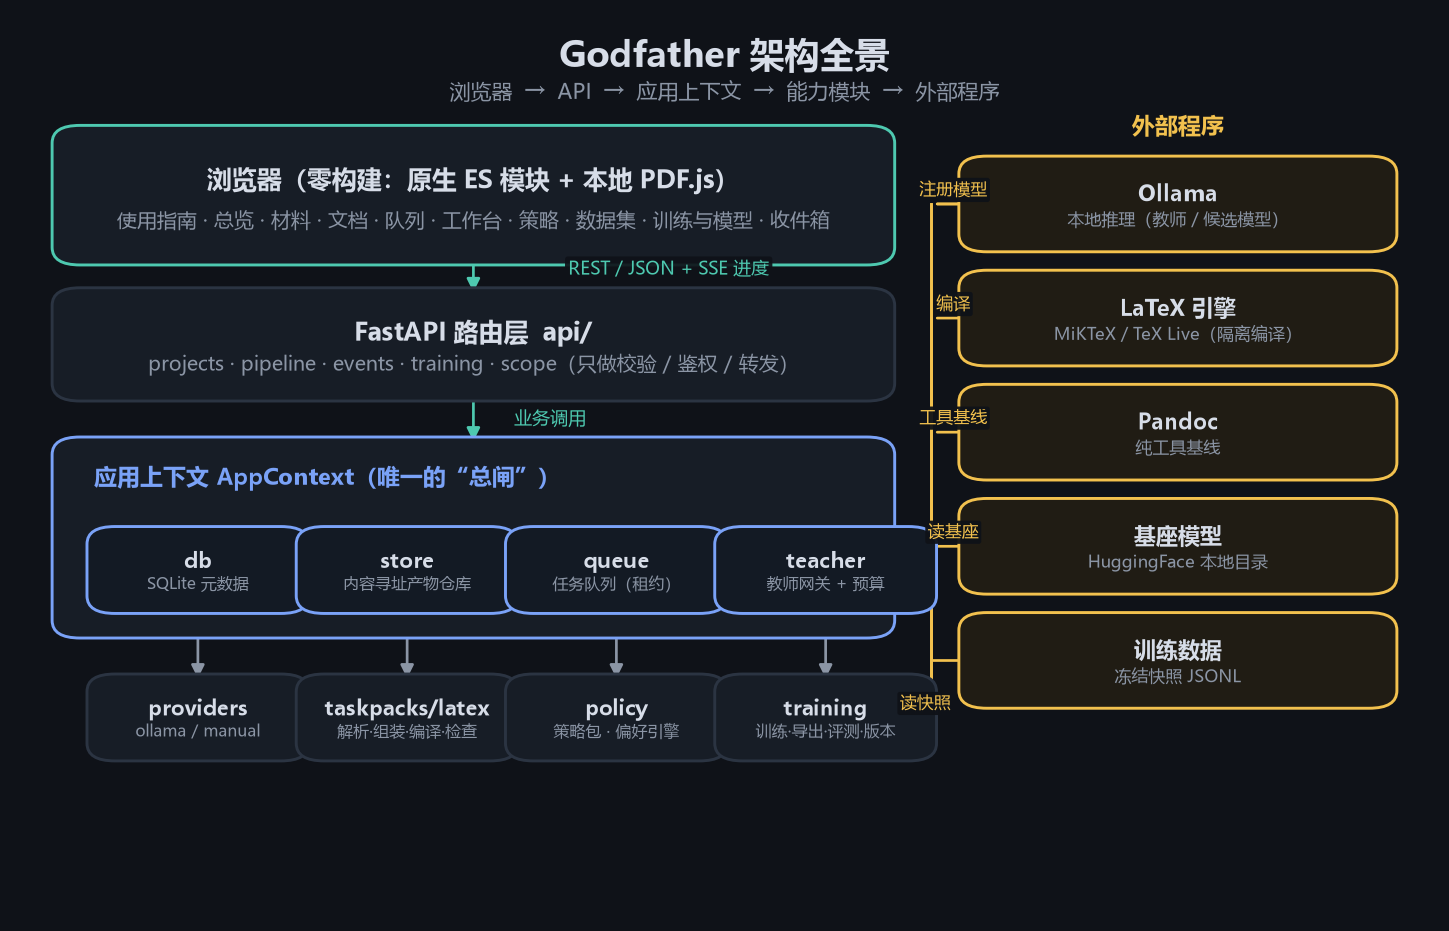 Godfather 架构全景
浏览器 → API → 应用上下文 → 能力模块 → 外部程序
浏览器（零构建：原生 ES 模块 + 本地 PDF.js）
使用指南 · 总览 · 材料 · 文档 · 队列 · 工作台 · 策略 · 数据集 · 训练与模型 · 收件箱
REST / JSON + SSE 进度
FastAPI 路由层 api/
projects · pipeline · events · training · scope（只做校验 / 鉴权 / 转发）
业务调用
应用上下文 AppContext（唯一的“总闸”）
db
SQLite 元数据
store
内容寻址产物仓库
queue
任务队列（租约）
teacher
教师网关 + 预算
providers
ollama / manual
taskpacks/latex
解析·组装·编译·检查
policy
策略包 · 偏好引擎
training
训练·导出·评测·版本
外部程序
注册模型
Ollama
本地推理（教师 / 候选模型）
编译
LaTeX 引擎
MiKTeX / TeX Live（隔离编译）
工具基线
Pandoc
纯工具基线
读基座
基座模型
HuggingFace 本地目录
读快照
训练数据
冻结快照 JSONL